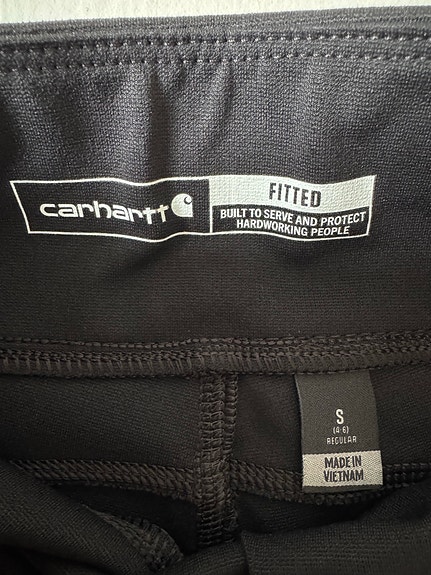 carhartt
FITTED
BUILT TO SERVE AND PROTECT
HARDWORKING PEOPLE
S
(4-6)
REGULAR
MADE IN
VIETNAM